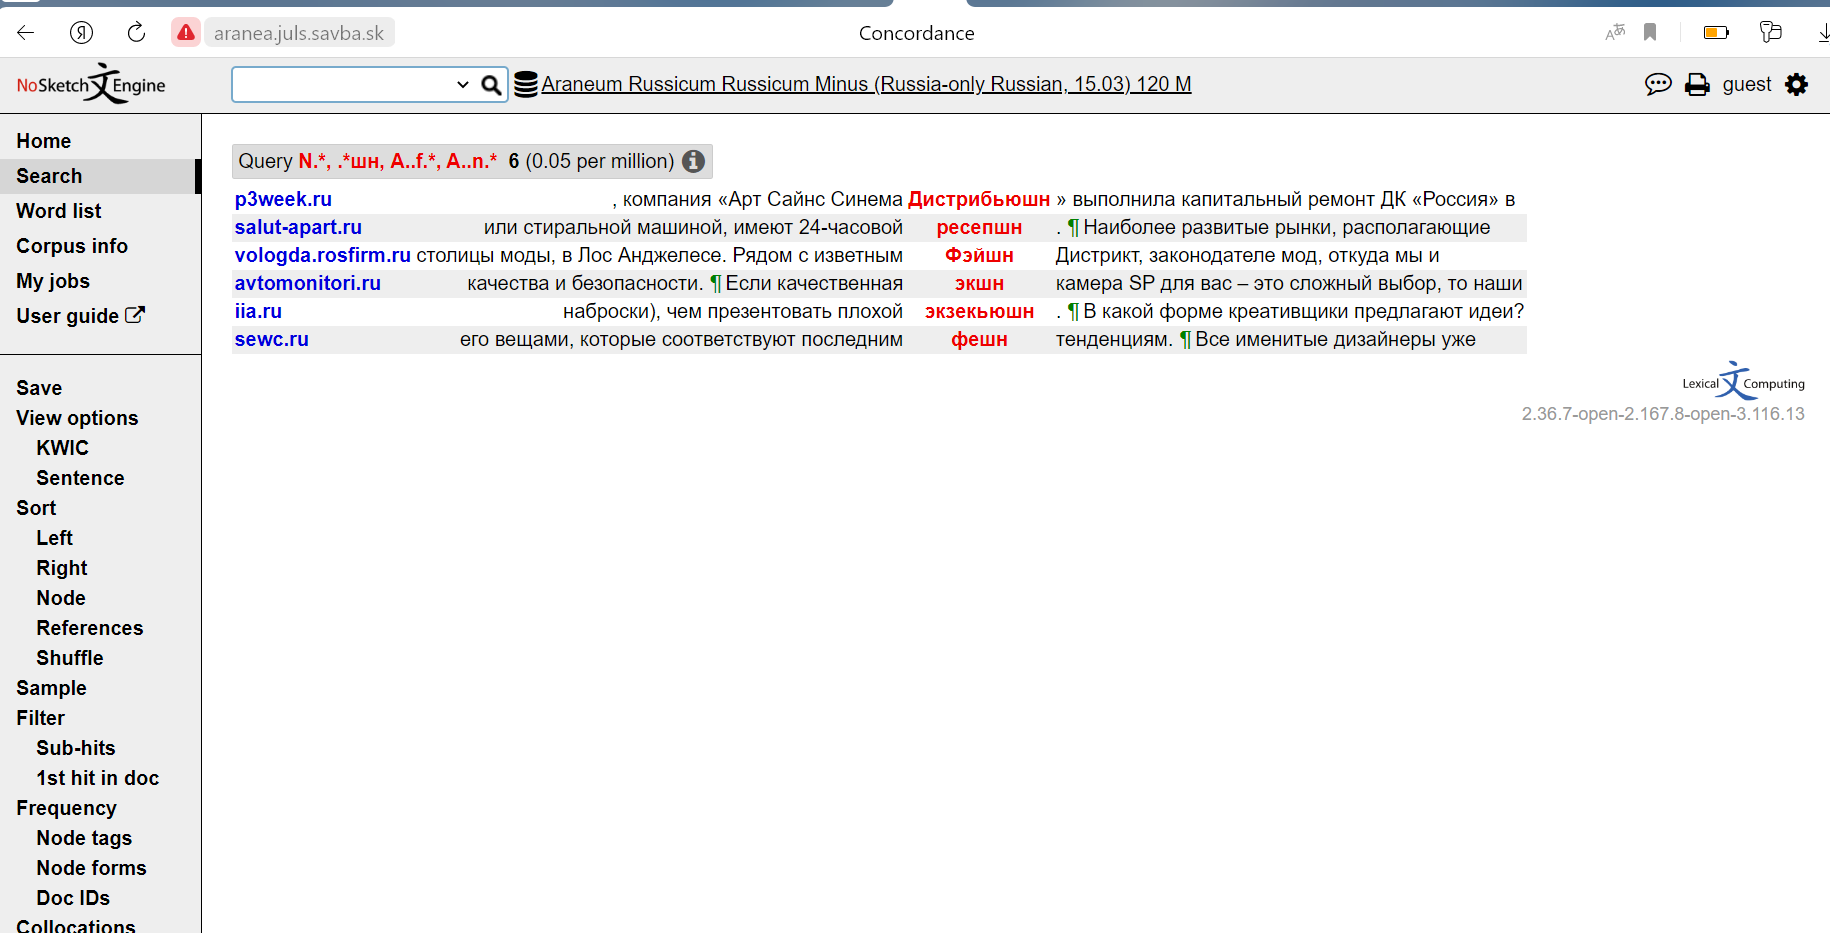 aranea.juls.savba.sk
Concordance
NoSketch Engine
Araneum Russicum Russicum Minus (Russia-only Russian, 15.03) 120 M
guest
Home
Search
Word list
Corpus info
My jobs
User guide
Save
View options
KWIC
Sentence
Sort
Left
Right
Node
References
Shuffle
Sample
Filter
Sub-hits
1st hit in doc
Frequency
Node tags
Node forms
Doc IDs
Collocations
Query N.*, .*шн, A..f.*, A..n.* 6 (0.05 per million)
p3week.ru , компания «Арт Сайнс Синема Дистрибьюшн » выполнила капитальный ремонт ДК «Россия» в
salut-apart.ru или стиральной машиной, имеют 24-часовой ресепшн . ¶ Наиболее развитые рынки, располагающие
vologda.rosfirm.ru столицы моды, в Лос Анджелесе. Рядом с изветным Фэйшн Дистрикт, законодателе мод, откуда мы и
avtomonitori.ru качества и безопасности. ¶ Если качественная экшн камера SP для вас – это сложный выбор, то наши
iia.ru наброски), чем презентовать плохой экзекьюшн . ¶ В какой форме креативщики предлагают идеи?
sewc.ru его вещами, которые соответствуют последним фешн тенденциям. ¶ Все именитые дизайнеры уже
Lexical 文 Computing
2.36.7-open-2.167.8-open-3.116.13